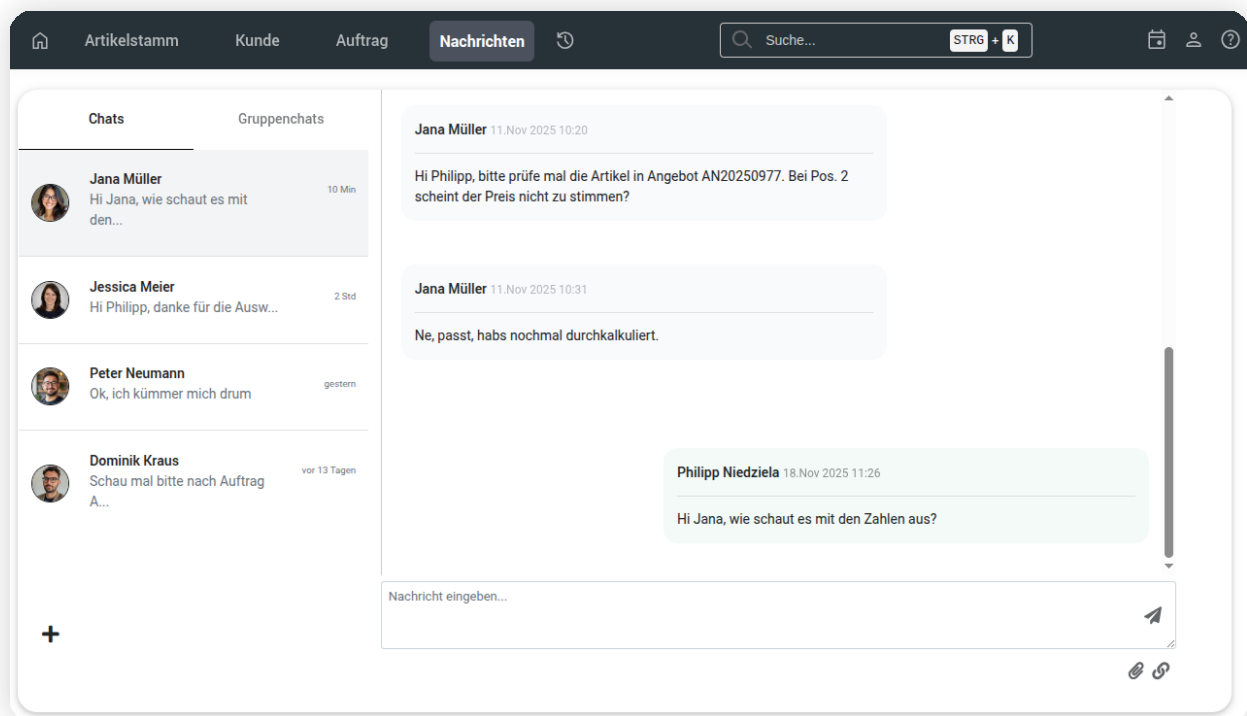 Artikelstamm Kunde Auftrag Nachrichten Suche... STRG + K
Chats Gruppenchats
Jana Müller
10 Min
Hi Jana, wie schaut es mit
den...
Jessica Meier
2 Std
Hi Philipp, danke für die Ausw...
Peter Neumann
gestern
Ok, ich kümmer mich drum
Dominik Kraus
vor 13 Tagen
Schau mal bitte nach Auftrag
A...
Jana Müller 11.Nov 2025 10:20
Hi Philipp, bitte prüfe mal die Artikel in Angebot AN20250977. Bei Pos. 2
scheint der Preis nicht zu stimmen?
Jana Müller 11.Nov 2025 10:31
Ne, passt, habs nochmal durchkalkuliert.
Philipp Niedziela 18.Nov 2025 11:26
Hi Jana, wie schaut es mit den Zahlen aus?
Nachricht eingeben...